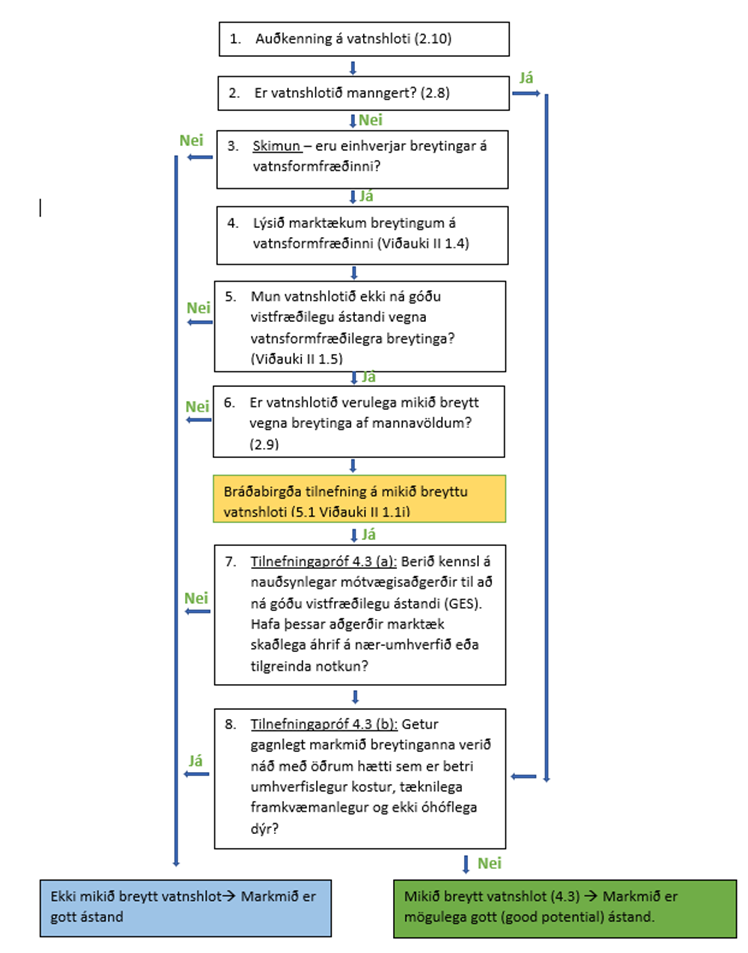 1. Auðkenning á vatnshloti (2.10)
2. Er vatnshlotið manngert? (2.8)
Já
Nei
Nei
3. Skimun – eru einhverjar breytingar á
vatnsformfræðinni?
Já
4. Lýsið marktækum breytingum á
vatnsformfræðinni (Viðauki II 1.4)
Nei
5. Mun vatnshlotið ekki ná góðu
vistfræðilegu ástandi vegna
vatnsformfræðilegra breytinga?
(Viðauki II 1.5)
Já
Nei
6. Er vatnshlotið verulega mikið breytt
vegna breytinga af mannavöldum?
(2.9)
Bráðabirgða tilnefning á mikið breyttu
vatnshloti (5.1 Viðauki II 1.1i)
Já
Nei
7. Tilnefningapróf 4.3 (a): Berið kennsl á
nauðsynlegar mótvægisaðgerðir til að
ná góðu vistfræðilegu ástandi (GES).
Hafa þessar aðgerðir marktæk
skaðlega áhrif á nær-umhverfið eða
tilgreinda notkun?
Já
8. Tilnefningapróf 4.3 (b): Getur
gagnlegt markmið breytinganna verið
náð með öðrum hætti sem er betri
umhverfislegur kostur, tæknilega
framkvæmanlegur og ekki óhóflega
dýr?
Nei
Ekki mikið breytt vatnshlot→ Markmið er
gott ástand
Mikið breytt vatnshlot (4.3) → Markmið er
mögulega gott (good potential) ástand.